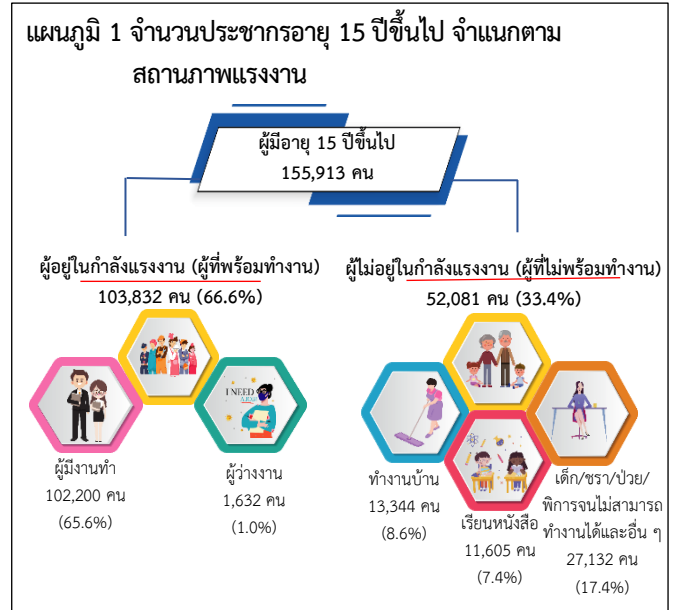 แผนภูมิ 1 จำนวนประชากรอายุ 15 ปีขึ้นไป จำแนกตาม
สถานภาพแรงงาน
ผู้มีอายุ 15 ปีขึ้นไป
155,913 คน
ผู้อยู่ในกำลังแรงงาน (ผู้ที่พร้อมทำงาน)
103,832 คน (66.6%)
ผู้ไม่อยู่ในกำลังแรงงาน (ผู้ที่ไม่พร้อมทำงาน)
52,081 คน (33.4%)
I NEED
A JOB!
ผู้มีงานทำ
102,200 คน
(65.6%)
ผู้ว่างงาน
1,632 คน
(1.0%)
ทำงานบ้าน
13,344 คน
(8.6%)
เรียนหนังสือ
11,605 คน
(7.4%)
เด็ก/ชรา/ป่วย/
พิการจนไม่สามารถ
ทำงานได้และอื่น ๆ
27,132 คน
(17.4%)